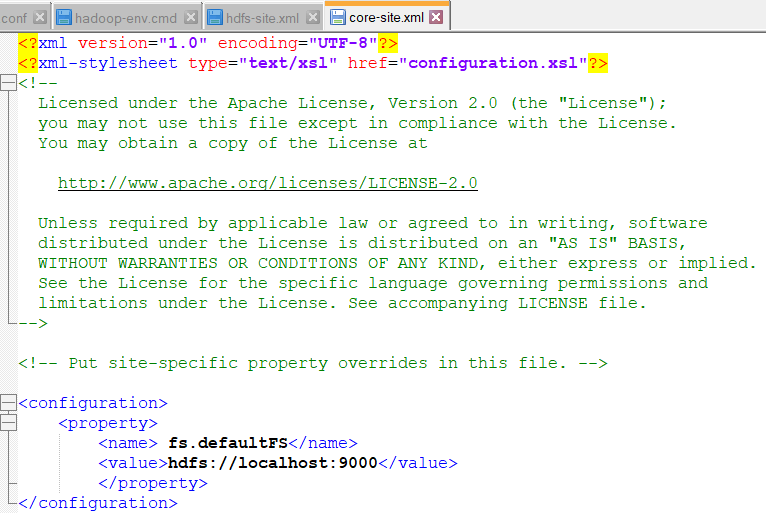 conf hadoop-env.cmd hdfs-site.xml core-site.xml
<?xml version="1.0" encoding="UTF-8"?>
<?xml-stylesheet type="text/xsl" href="configuration.xsl"?>
<!--
  Licensed under the Apache License, Version 2.0 (the "License");
  you may not use this file except in compliance with the License.
  You may obtain a copy of the License at

    http://www.apache.org/licenses/LICENSE-2.0

  Unless required by applicable law or agreed to in writing, software
  distributed under the License is distributed on an "AS IS" BASIS,
  WITHOUT WARRANTIES OR CONDITIONS OF ANY KIND, either express or implied.
  See the License for the specific language governing permissions and
  limitations under the License. See accompanying LICENSE file.
-->

<!-- Put site-specific property overrides in this file. -->

<configuration>
    <property>
        <name> fs.defaultFS</name>
        <value>hdfs://localhost:9000</value>
        </property>
</configuration>